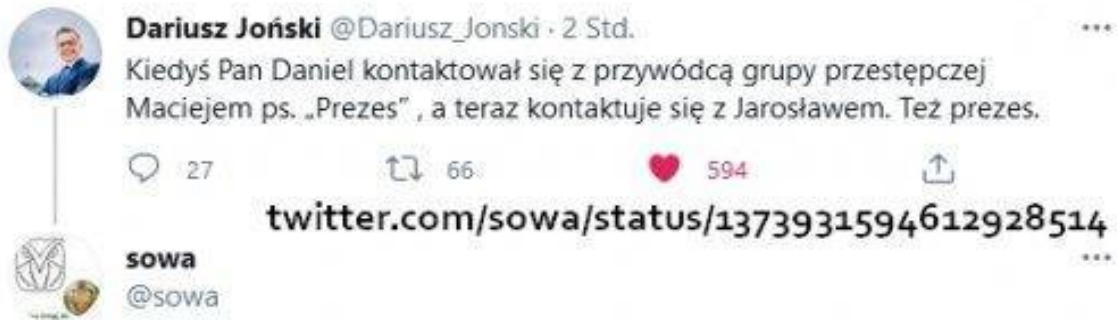 Dariusz Joński @Dariusz_Jonski · 2 Std.
Kiedyś Pan Daniel kontaktował się z przywódcą grupy przestępczej
Maciejem ps. „Prezes” , a teraz kontaktuje się z Jarosławem. Też prezes.
27 66 594
twitter.com/sowa/status/1373931594612928514
sowa
@sowa